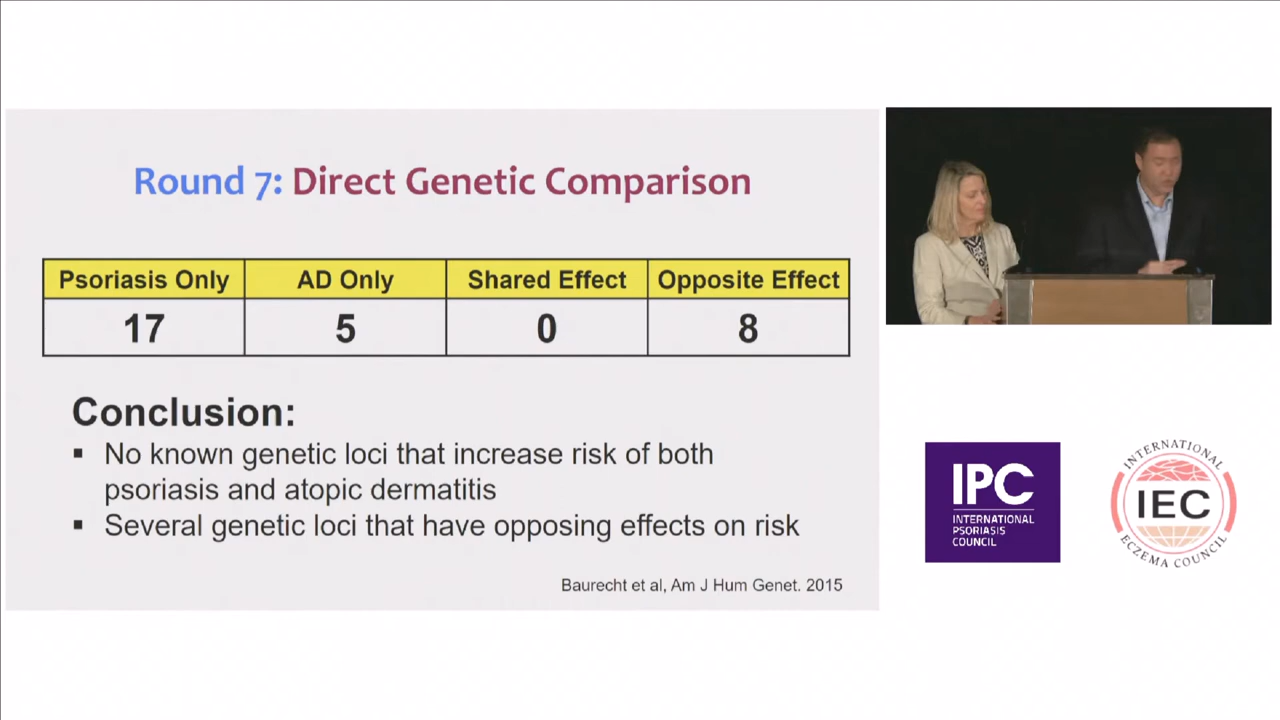 Round 7: Direct Genetic Comparison
Psoriasis Only AD Only Shared Effect Opposite Effect
17 5 0 8
Conclusion:
▪ No known genetic loci that increase risk of both
psoriasis and atopic dermatitis
▪ Several genetic loci that have opposing effects on risk
Baurecht et al, Am J Hum Genet. 2015
IPC
INTERNATIONAL
PSORIASIS
COUNCIL
INTERNATIONAL
IEC
ECZEMA COUNCIL